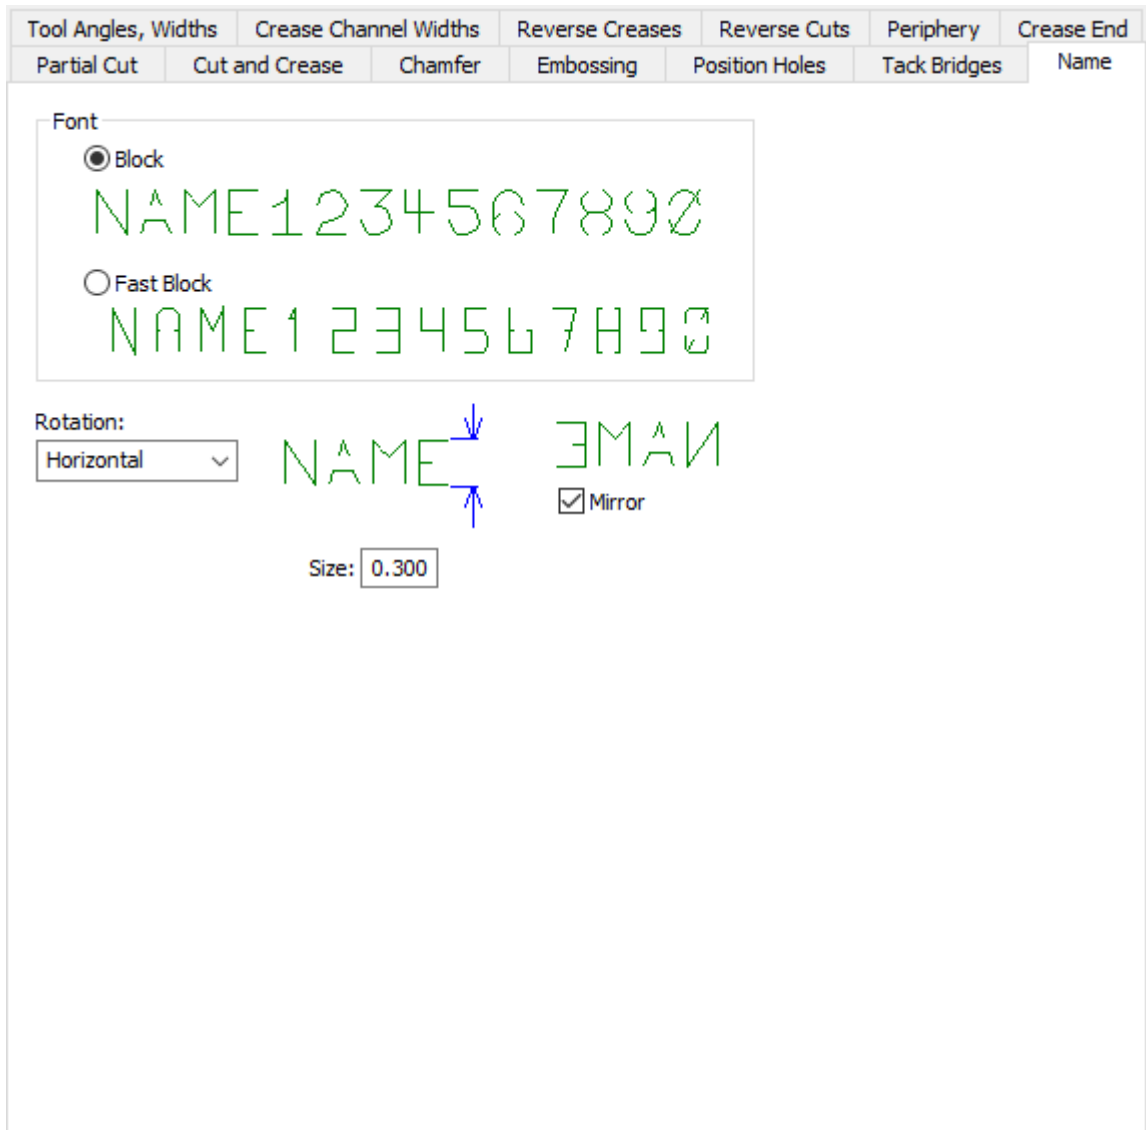 Tool Angles, Widths Crease Channel Widths Reverse Creases Reverse Cuts Periphery Crease End
Partial Cut Cut and Crease Chamfer Embossing Position Holes Tack Bridges Name
Font
Block
NAME1234567890
Fast Block
NAME1234567890
Rotation:
Horizontal
NAME
NAME
Mirror
Size: 0.300